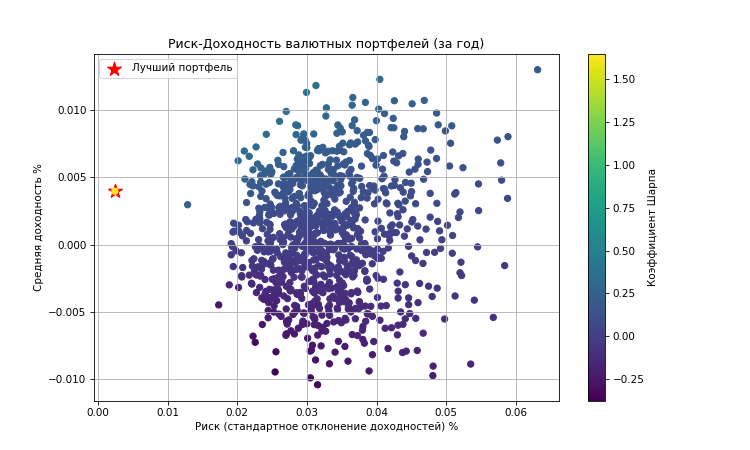 Риск-Доходность валютных портфелей (за год)
Лучший портфель
Средняя доходность %
0.010
0.005
0.000
−0.005
−0.010
0.00 0.01 0.02 0.03 0.04 0.05 0.06
Риск (стандартное отклонение доходностей) %
1.50
1.25
1.00
0.75
0.50
0.25
0.00
−0.25
Коэффициент Шарпа